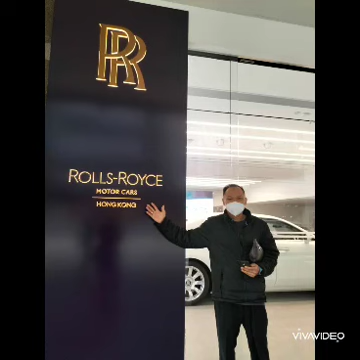 RR
ROLLS-ROYCE
MOTOR CARS
HONG KONG
VIVAVIDEO